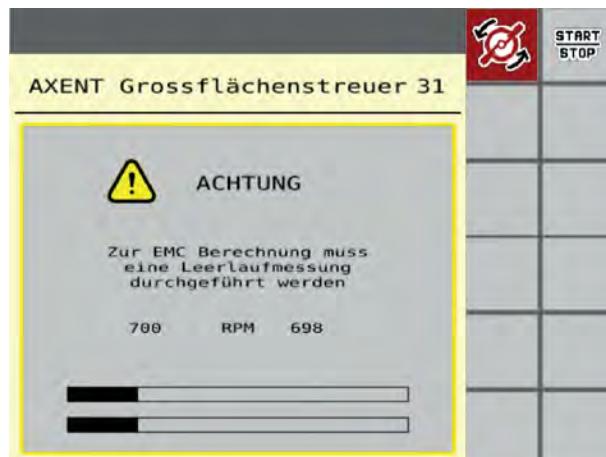 START
STOP
AXENT Grossflächenstreuer 31
ACHTUNG
Zur EMC Berechnung muss
eine Leerlaufmessung
durchgeführt werden
700 RPM 698